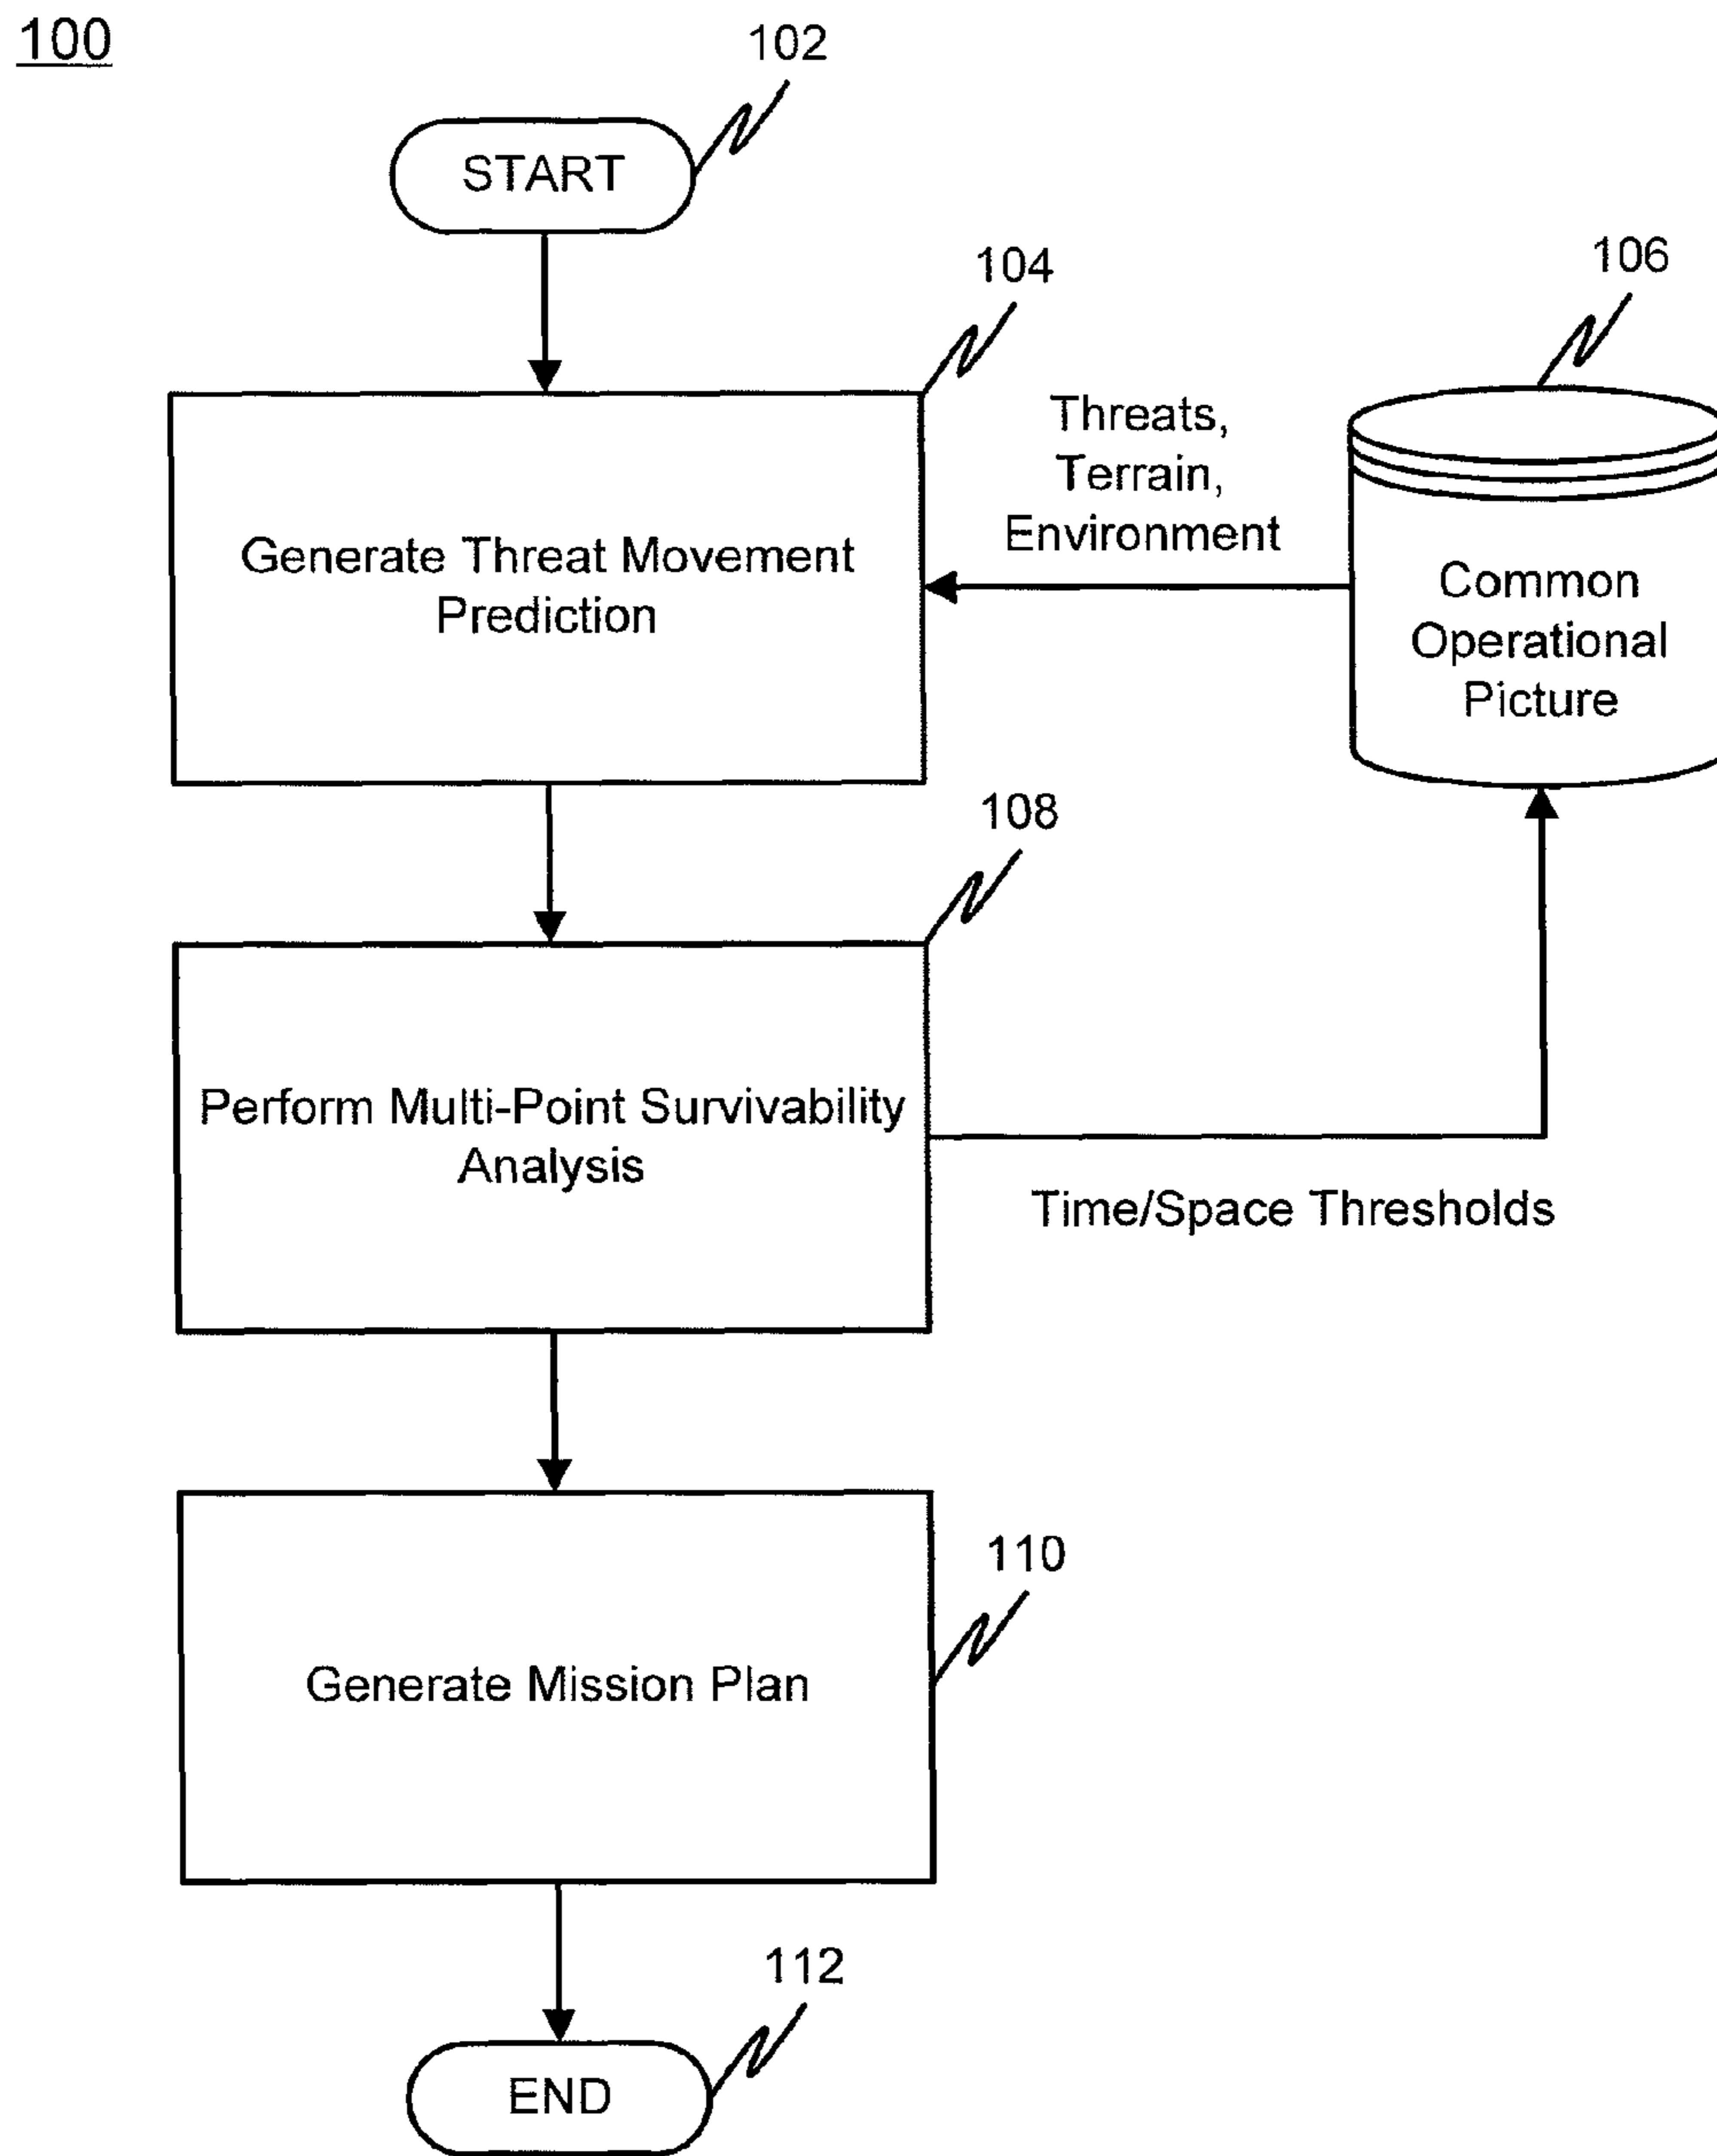 100
102
START
104
106
Threats,
Terrain,
Environment
Generate Threat Movement
Prediction
Common
Operational
Picture
108
Perform Multi-Point Survivability
Analysis
Time/Space Thresholds
110
Generate Mission Plan
112
END